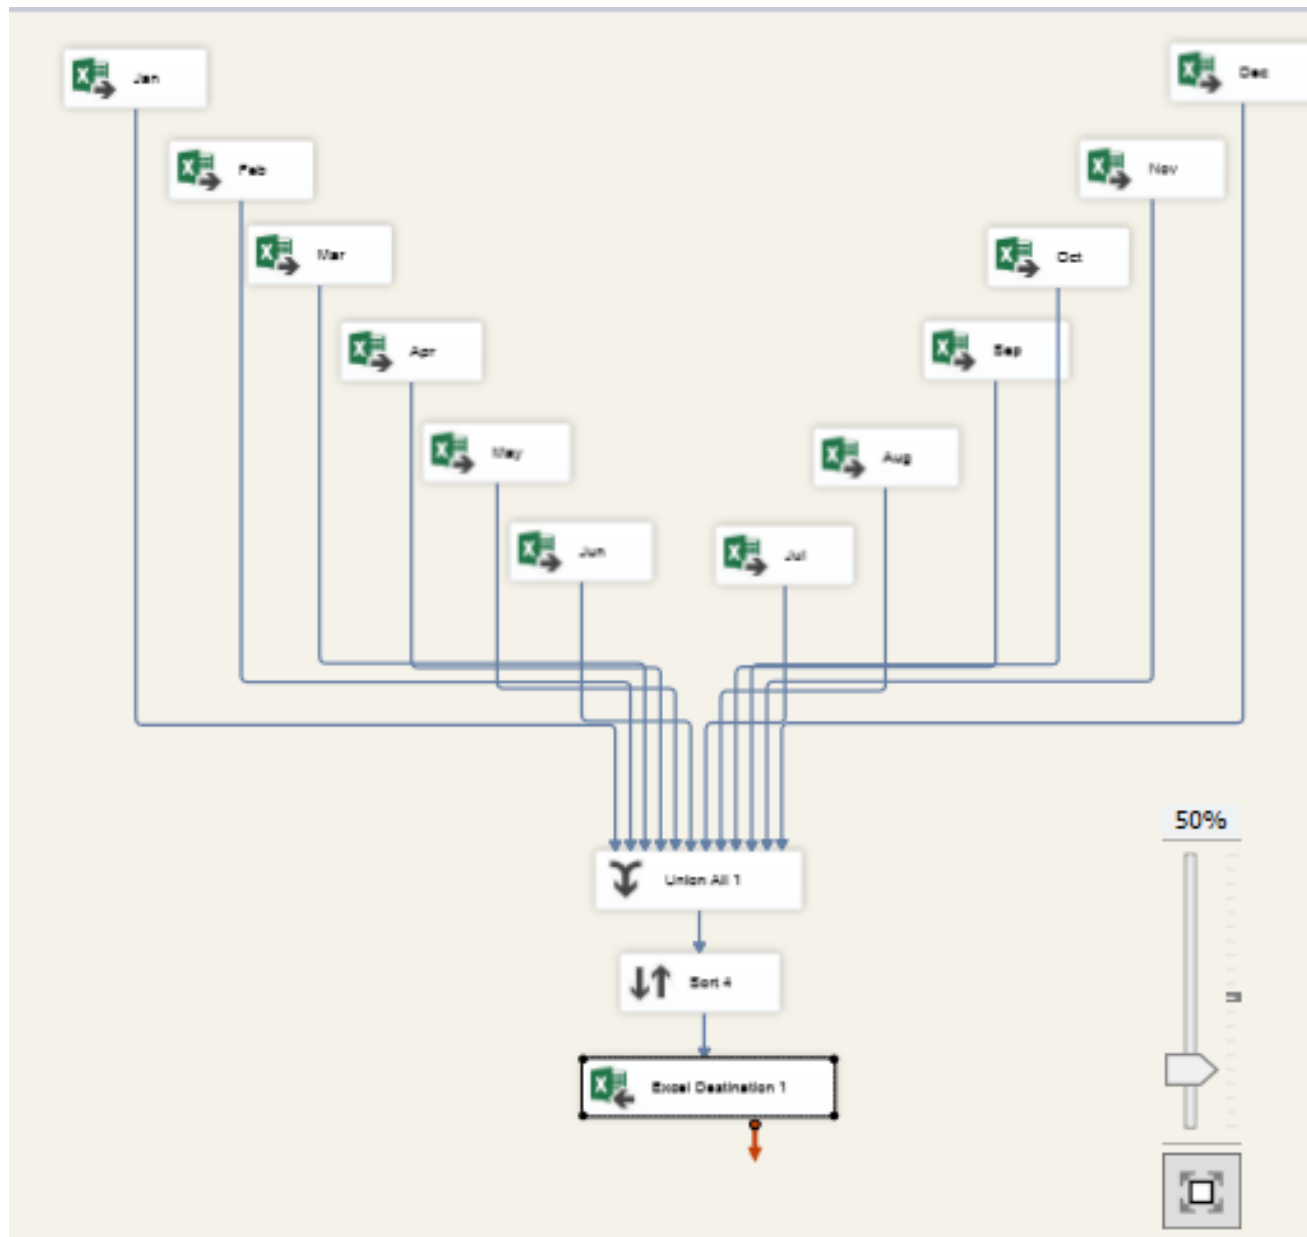 Jan
Dec
Feb
Nov
Mar
Oct
Apr
Sep
May
Aug
Jun
Jul
50%
Union All 1
Sort 4
Excel Destination 1